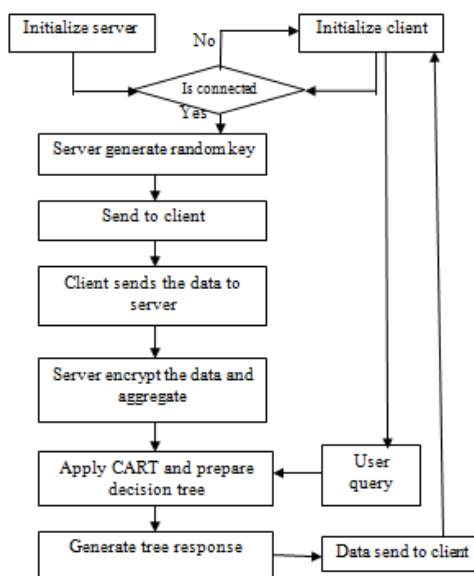 Initialize server
No
Initialize client
Is connected
Yes
Server generate random key
Send to client
Client sends the data to
server
Server encrypt the data and
aggregate
Apply CART and prepare
decision tree
User
query
Generate tree response
Data send to client